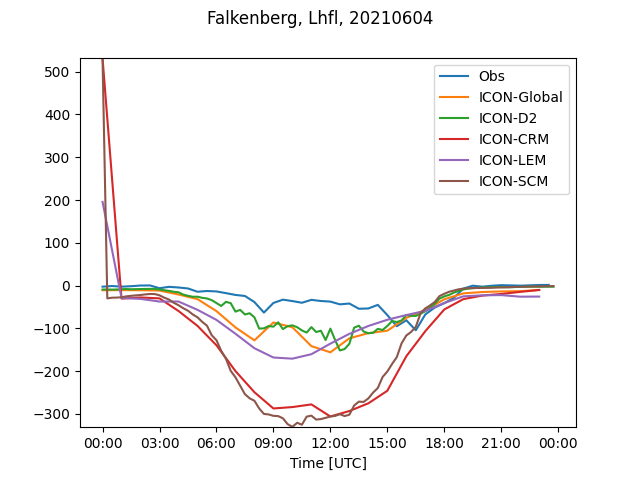 Falkenberg, Lhfl, 20210604
500
400
300
200
100
0
−100
−200
−300
Obs
ICON-Global
ICON-D2
ICON-CRM
ICON-LEM
ICON-SCM
00:00 03:00 06:00 09:00 12:00 15:00 18:00 21:00 00:00
Time [UTC]